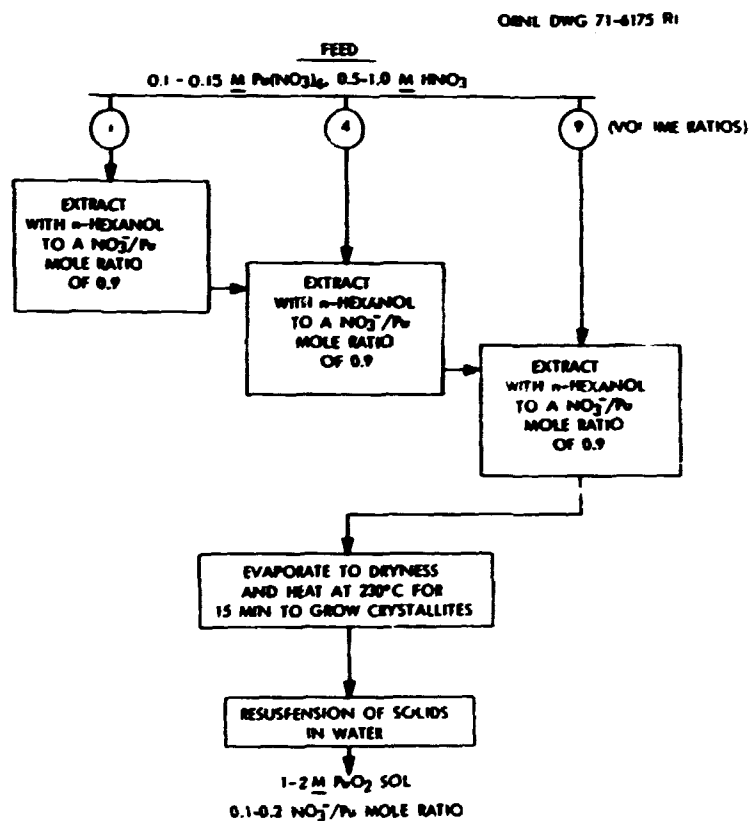 ORNL DWG 71-6175 R1
FEED
0.1 - 0.15 M Pu(NO3)4, 0.5-1.0 M HNO3
4
9
(VOLUME RATIOS)
EXTRACT
WITH n-HEXANOL
TO A NO3⁻/Pu
MOLE RATIO
OF 0.9
EXTRACT
WITH n-HEXANOL
TO A NO3⁻/Pu
MOLE RATIO
OF 0.9
EXTRACT
WITH n-HEXANOL
TO A NO3⁻/Pu
MOLE RATIO
OF 0.9
EVAPORATE TO DRYNESS
AND HEAT AT 230°C FOR
15 MIN TO GROW CRYSTALLITES
RESUSPENSION OF SOLIDS
IN WATER
1-2 M PuO2 SOL
0.1-0.2 NO3⁻/Pu MOLE RATIO